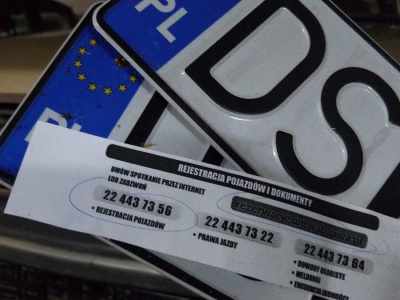 PL
DS
PL
REJESTRACJA POJAZDÓW I DOKUMENTY
UMÓW SPOTKANIE PRZEZ INTERNET
LUB ZADZWOŃ
22 443 73 56
• REJESTRACJA POJAZDÓW
22 443 73 22
• PRAWA JAZDY
22 443 73 64
• DOWODY OSOBISTE
• MELDUNKI